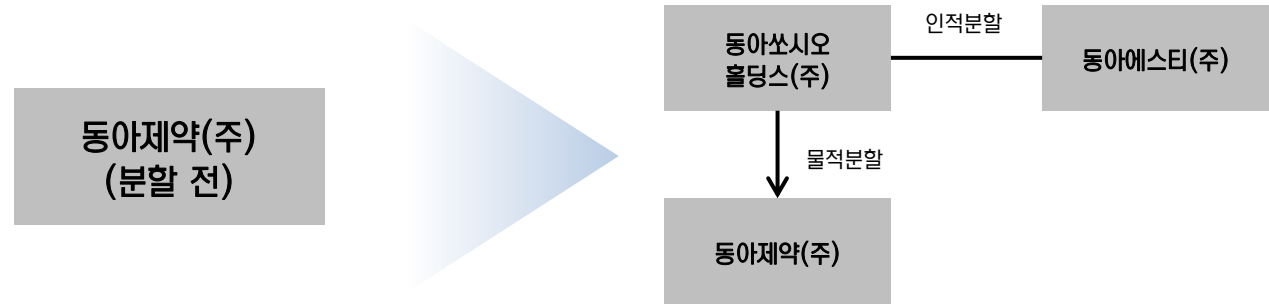 동아제약(주)
(분할 전)
동아쏘시오
홀딩스(주)
인적분할
동아에스티(주)
물적분할
동아제약(주)